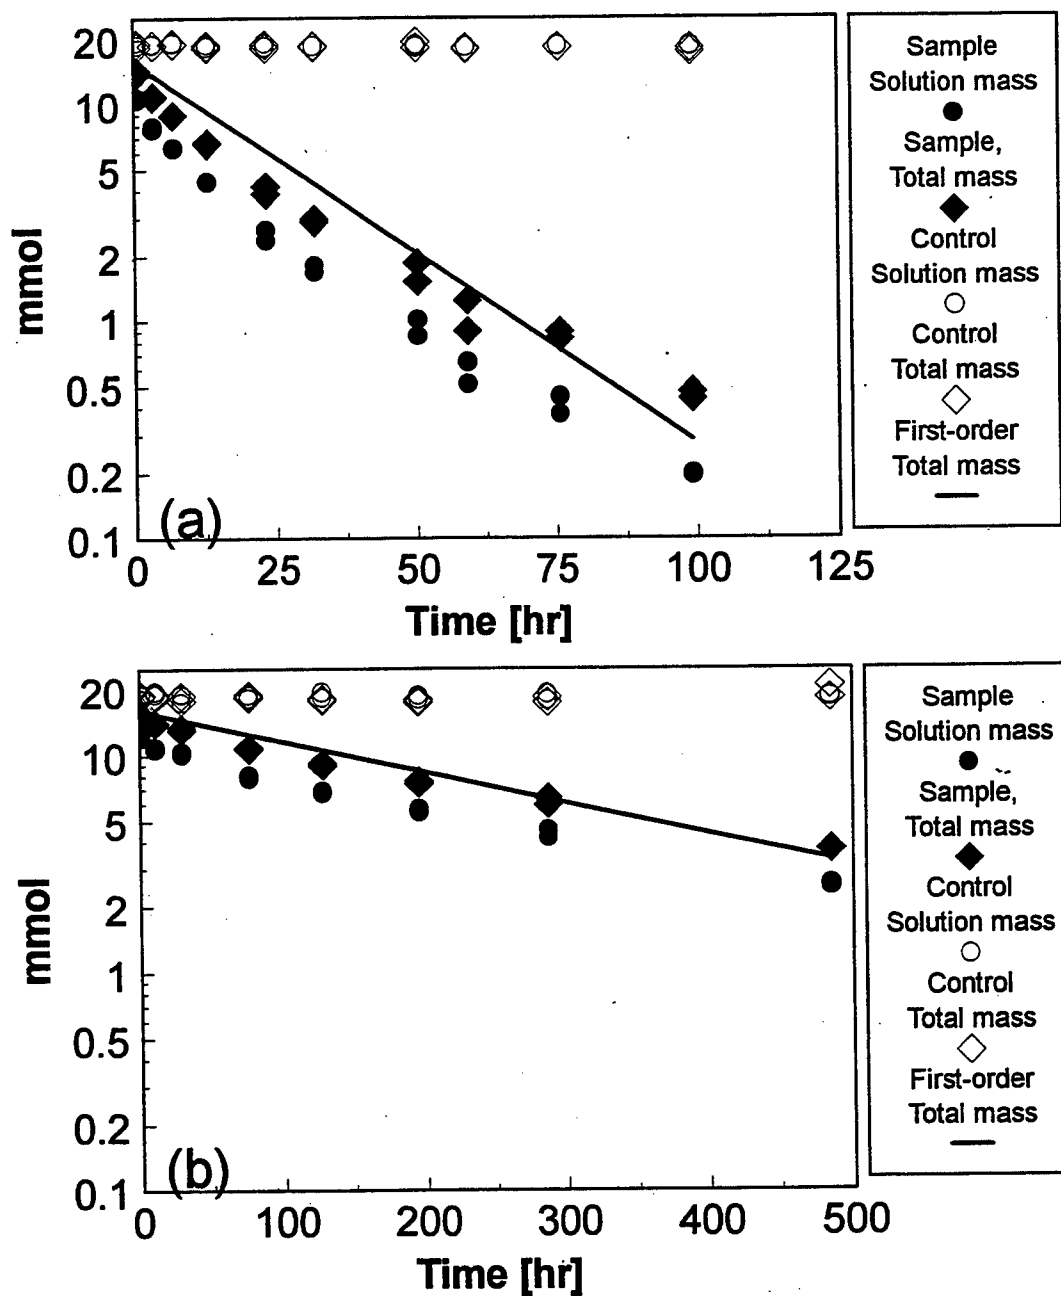 20
10
5
2
1
0.5
0.2
0.1
mmol
(a)
0 25 50 75 100 125
Time [hr]
Sample
Solution mass
Sample,
Total mass
Control
Solution mass
Control
Total mass
First-order
Total mass
20
10
5
2
1
0.5
0.2
0.1
mmol
(b)
0 100 200 300 400 500
Time [hr]
Sample
Solution mass
Sample,
Total mass
Control
Solution mass
Control
Total mass
First-order
Total mass